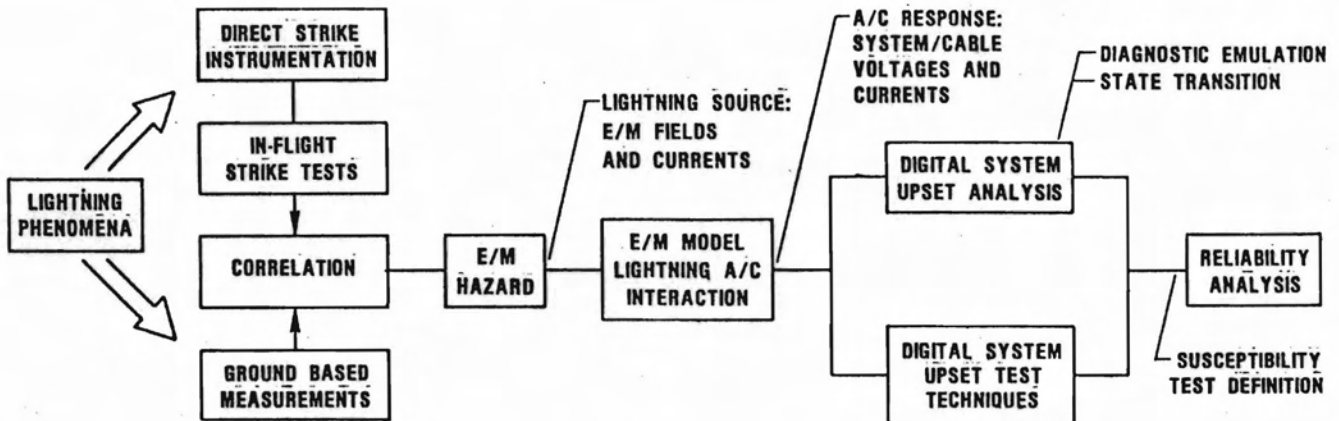 DIRECT STRIKE
INSTRUMENTATION
IN-FLIGHT
STRIKE TESTS
LIGHTNING
PHENOMENA
CORRELATION
GROUND BASED
MEASUREMENTS
E/M
HAZARD
LIGHTNING SOURCE:
E/M FIELDS
AND CURRENTS
E/M MODEL
LIGHTNING A/C
INTERACTION
A/C RESPONSE:
SYSTEM/CABLE
VOLTAGES AND
CURRENTS
DIGITAL SYSTEM
UPSET ANALYSIS
DIAGNOSTIC EMULATION
STATE TRANSITION
DIGITAL SYSTEM
UPSET TEST
TECHNIQUES
RELIABILITY
ANALYSIS
SUSCEPTIBILITY
TEST DEFINITION